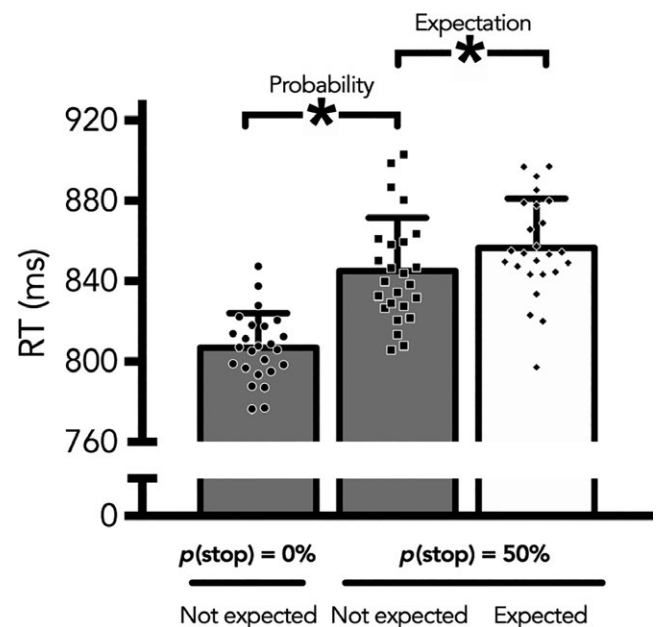 Expectation
*
Probability
*
920
880
840
800
760
0
RT (ms)
p(stop) = 0% p(stop) = 50%
Not expected Not expected Expected